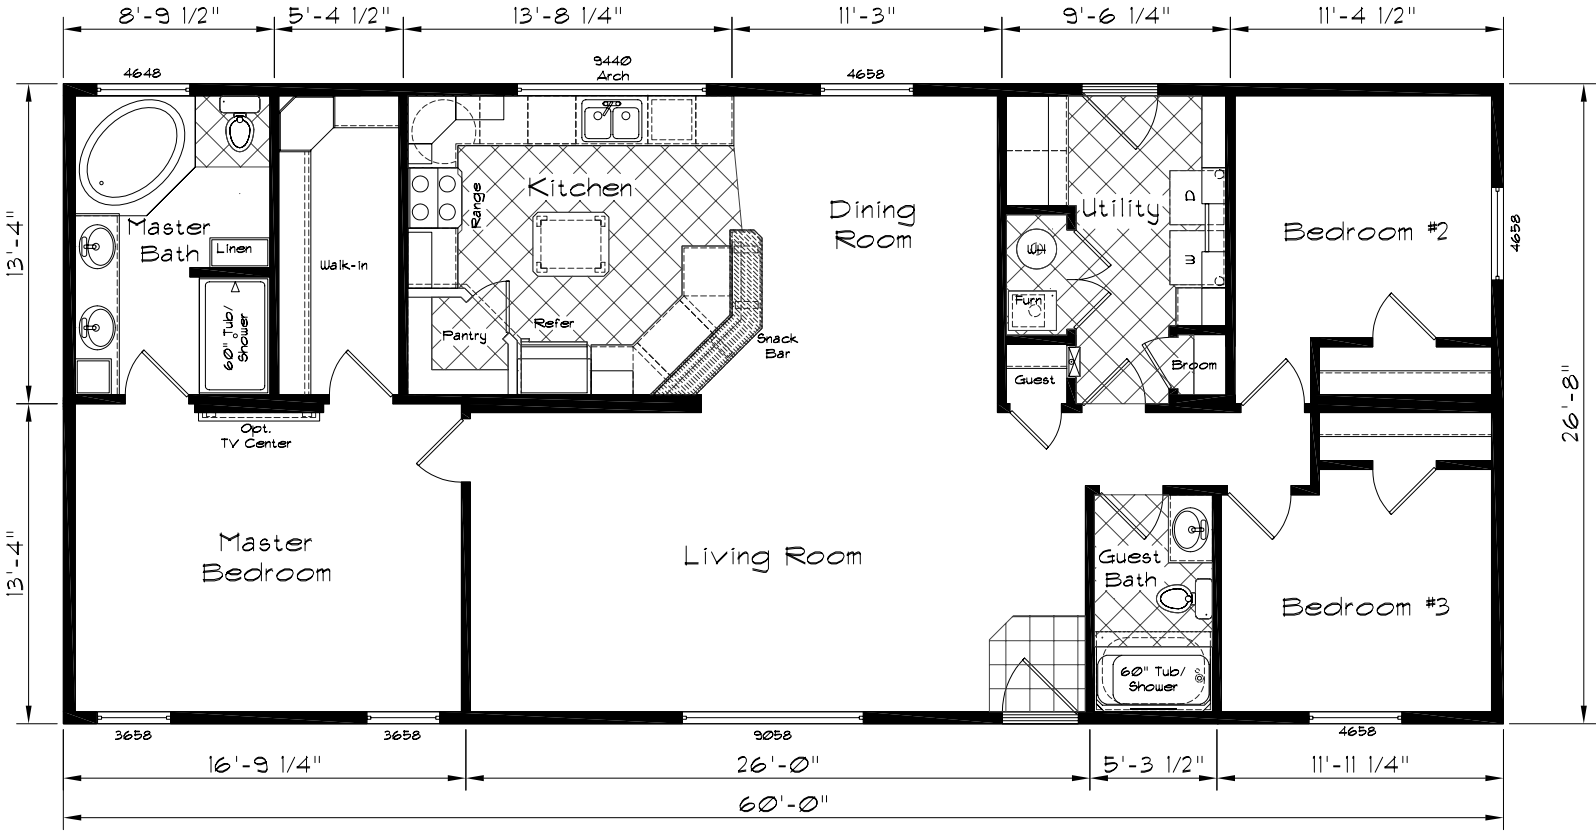 8'-9 1/2"
5'-4 1/2"
13'-8 1/4"
11'-3"
9'-6 1/4"
11'-4 1/2"
4648
9440
Arch
4658
13'-4"
Master
Bath
Linen
60" Tub/
Shower
Walk-in
Range
Kitchen
Pantry
Refer
Snack
Bar
Dining
Room
Utility
D
W
WH
Furn
Guest
Broom
Bedroom #2
4658
26'-8"
Opt.
TV Center
13'-4"
Master
Bedroom
Living Room
Guest
Bath
60" Tub/
Shower
Bedroom #3
3658
3658
9058
4658
16'-9 1/4"
26'-0"
5'-3 1/2"
11'-11 1/4"
60'-0"